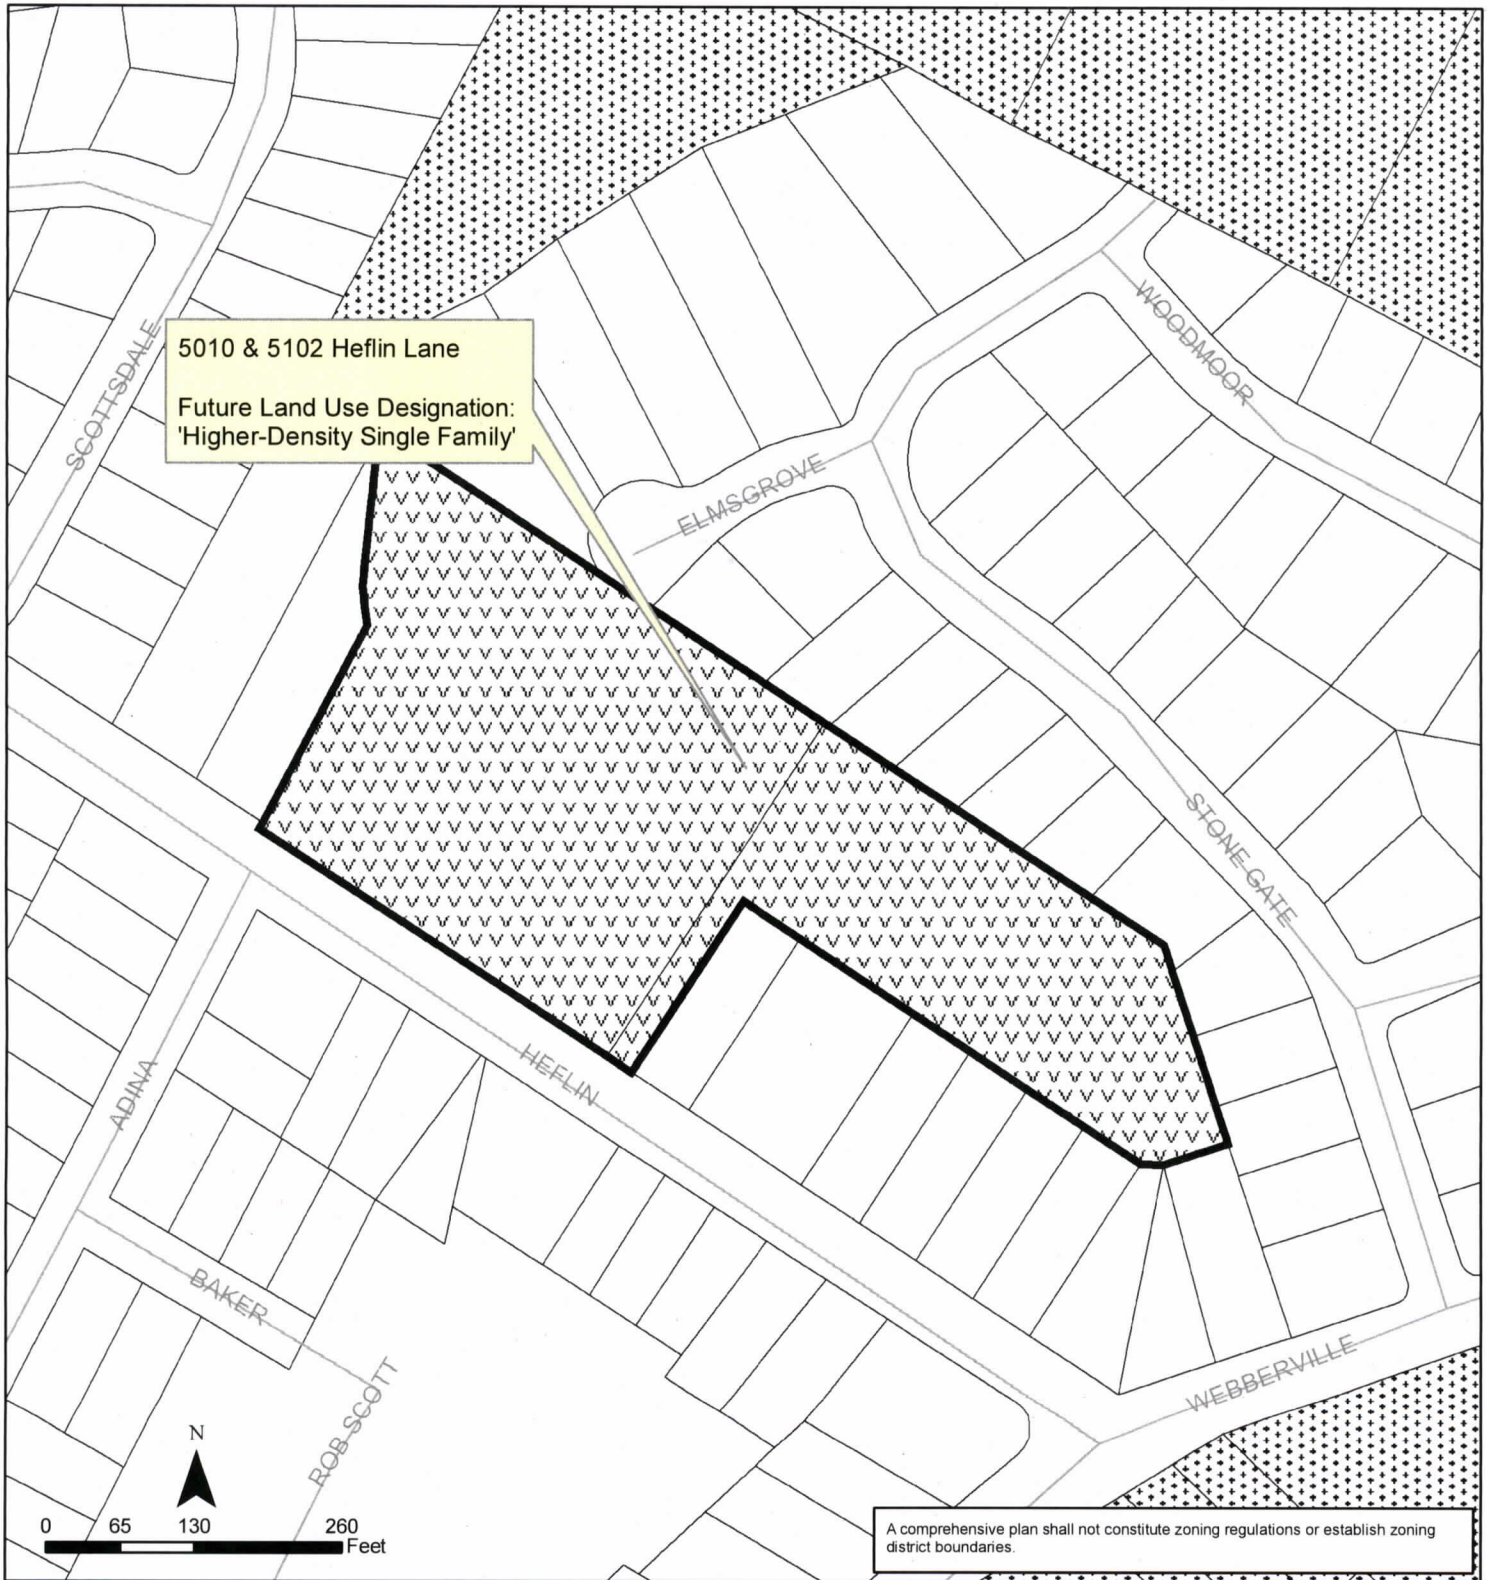 5010 & 5102 Heflin Lane
Future Land Use Designation:
'Higher-Density Single Family'
SCOTTSDALE
WOODMOOR
ELMSGROVE
STONE GATE
HEFLIN
ADINA
BAKER
ROB SCOTT
WEBBERVILLE
N
0 65 130 260
Feet
A comprehensive plan shall not constitute zoning regulations or establish zoning
district boundaries.